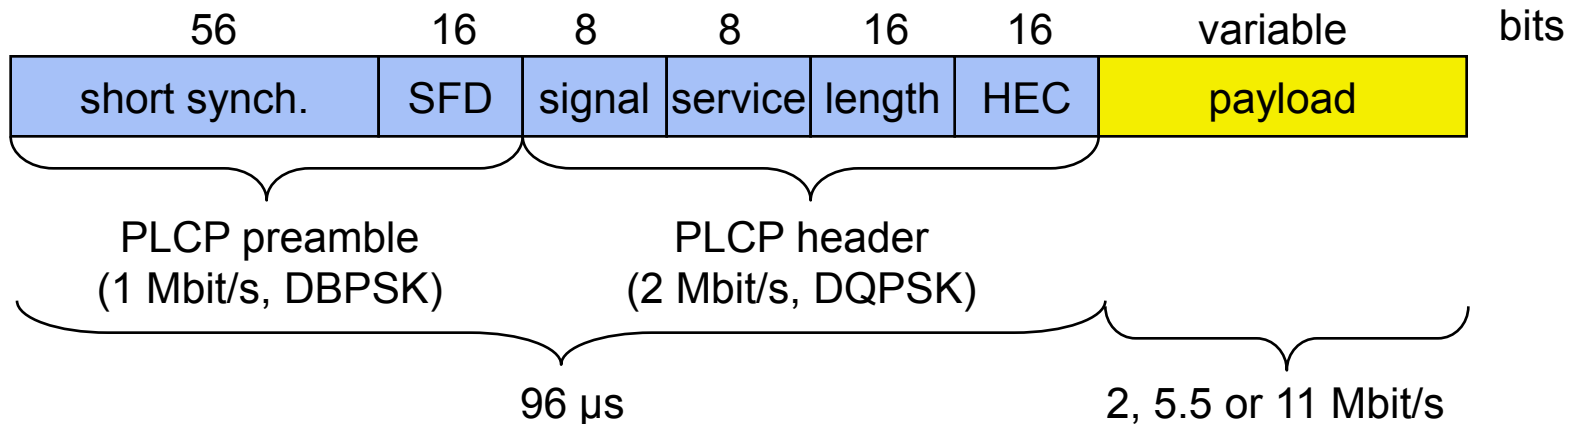 56 16 8 8 16 16 variable bits
short synch. SFD signal service length HEC payload
PLCP preamble PLCP header
(1 Mbit/s, DBPSK) (2 Mbit/s, DQPSK)
96 µs 2, 5.5 or 11 Mbit/s